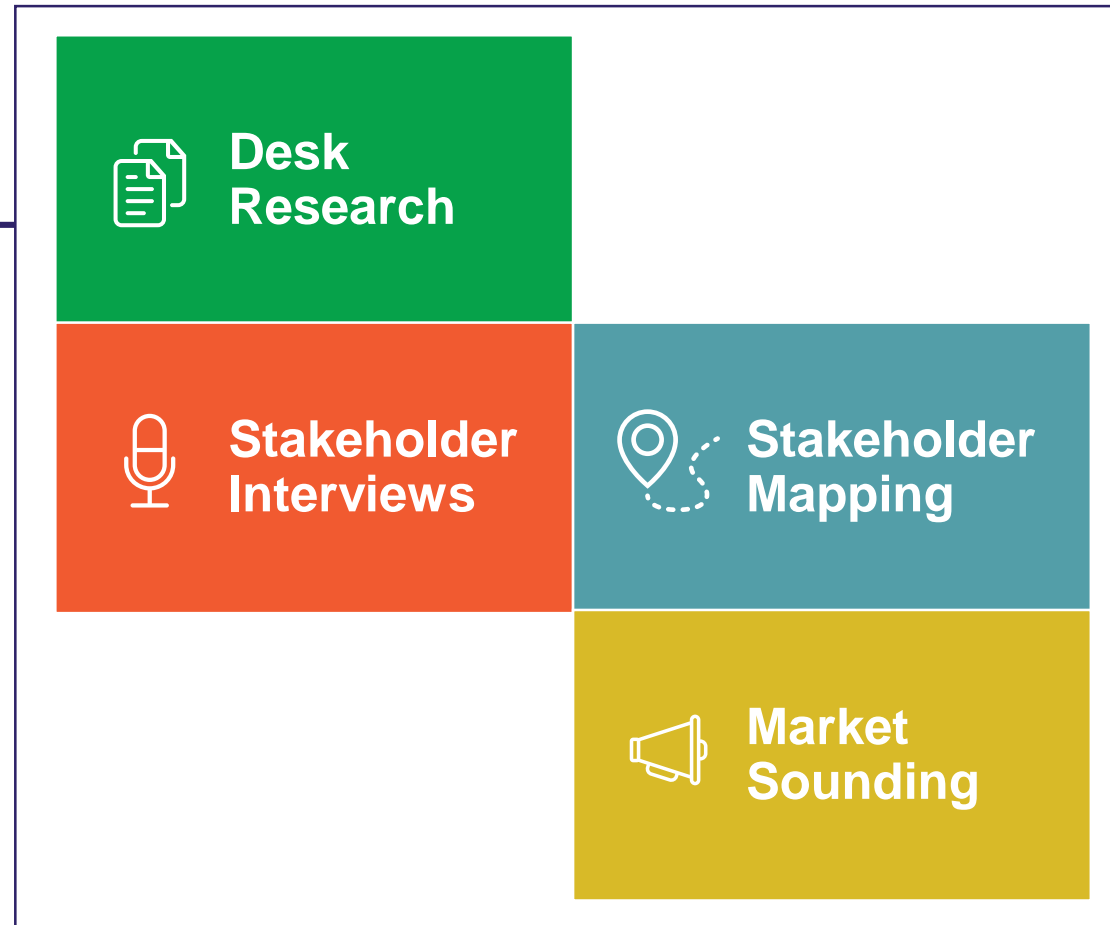 Desk
Research
Stakeholder
Interviews
Stakeholder
Mapping
Market
Sounding